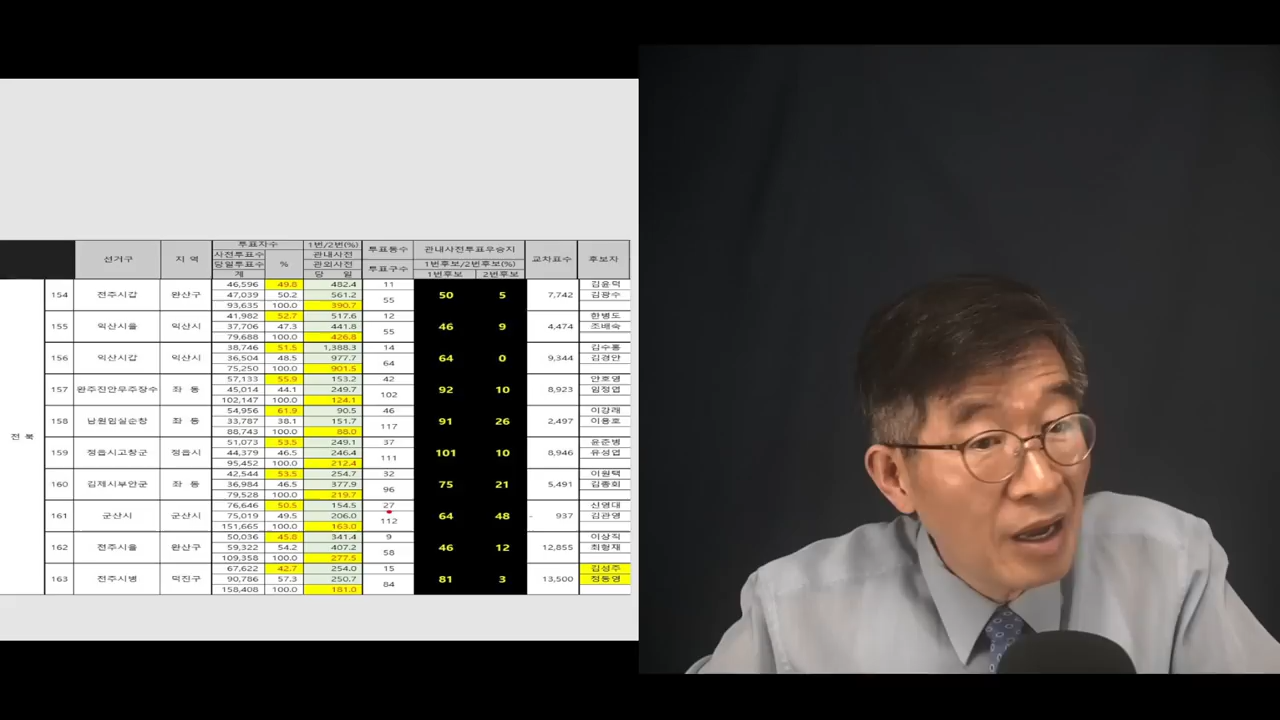 선거구 지 역 투표자수 1번/2번(%) 투표동수 관내사전투표우승지 교차표수 후보자
사전투표수 % 관내사전
당일투표수 관외사전 투표구수 1번후보/2번후보(%)
계 당 일 1번후보 2번후보
전 북
154 전주시갑 완산구 46,596 49.8 482.4 11 50 5 7,742 김윤덕
47,039 50.2 561.2 55 김광수
93,635 100.0 390.7
155 익산시을 익산시 41,982 52.7 517.6 12 46 9 4,474 한병도
37,706 47.3 441.8 55 조배숙
79,688 100.0 426.8
156 익산시갑 익산시 38,746 51.5 1,388.3 14 64 0 9,344 김수흥
36,504 48.5 977.7 64 김경안
75,250 100.0 901.5
157 완주진안무주장수 좌 동 57,133 55.9 153.2 42 92 10 8,923 안호영
45,014 44.1 249.7 102 임정엽
102,147 100.0 124.1
158 남원임실순창 좌 동 54,956 61.9 90.5 46 91 26 2,497 이강래
33,787 38.1 151.7 117 이용호
88,743 100.0 88.0
159 정읍시고창군 정읍시 51,073 53.5 249.1 37 101 10 8,946 윤준병
44,379 46.5 246.4 111 유성엽
95,452 100.0 212.4
160 김제시부안군 좌 동 42,544 53.5 254.7 32 75 21 5,491 이원택
36,984 46.5 377.9 96 김종회
79,528 100.0 219.7
161 군산시 군산시 76,646 50.5 154.5 27 64 48 - 937 신영대
75,019 49.5 206.0 112 김관영
151,665 100.0 163.0
162 전주시을 완산구 50,036 45.8 341.4 9 46 12 12,855 이상직
59,322 54.2 407.2 58 최형재
109,358 100.0 277.5
163 전주시병 덕진구 67,622 42.7 254.0 15 81 3 13,500 김성주
90,786 57.3 250.7 84 정동영
158,408 100.0 181.0